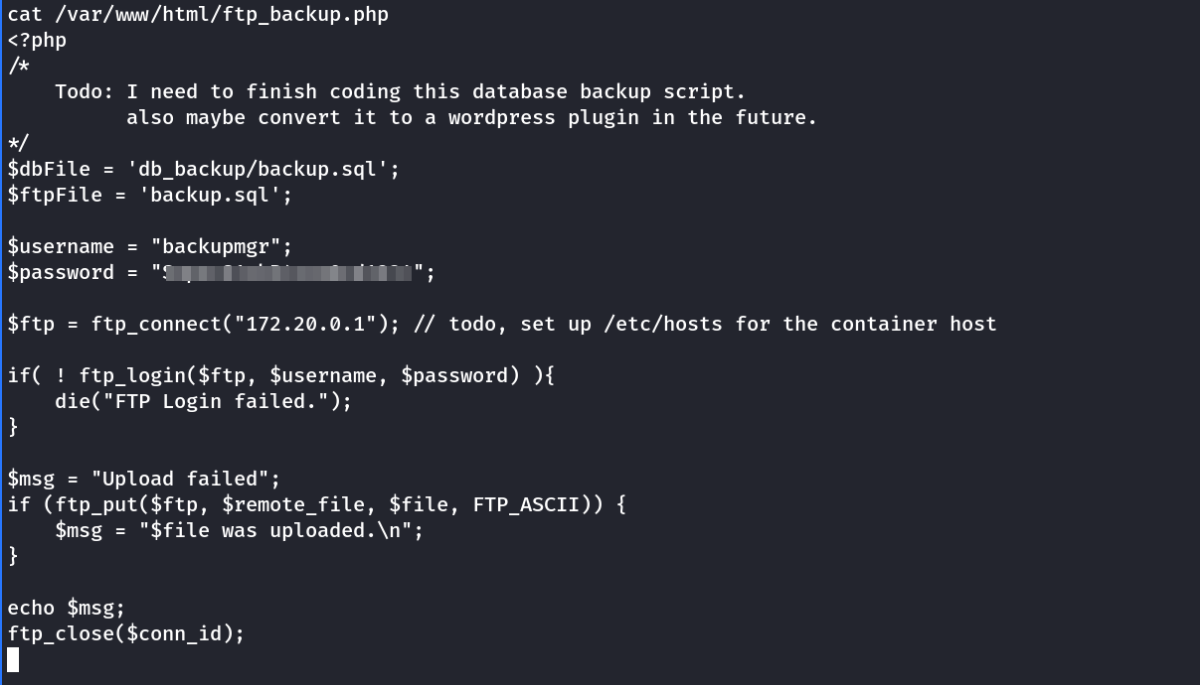 cat /var/www/html/ftp_backup.php
<?php
/*
    Todo: I need to finish coding this database backup script.
          also maybe convert it to a wordpress plugin in the future.
*/
$dbFile = 'db_backup/backup.sql';
$ftpFile = 'backup.sql';

$username = "backupmgr";
$password = "";

$ftp = ftp_connect("172.20.0.1"); // todo, set up /etc/hosts for the container host

if( ! ftp_login($ftp, $username, $password) ){
    die("FTP Login failed.");
}

$msg = "Upload failed";
if (ftp_put($ftp, $remote_file, $file, FTP_ASCII)) {
    $msg = "$file was uploaded.\n";
}

echo $msg;
ftp_close($conn_id);